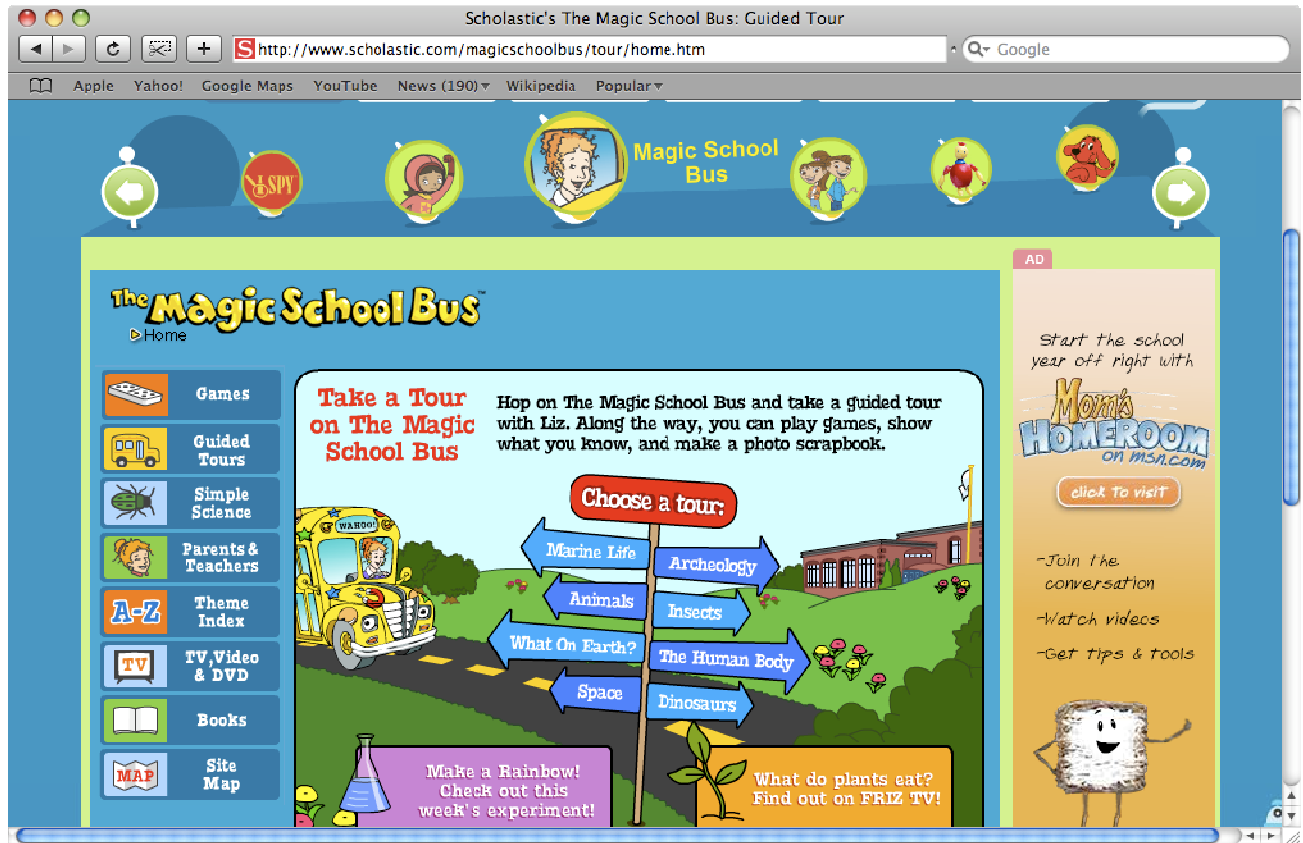 Scholastic's The Magic School Bus: Guided Tour
S http://www.scholastic.com/magicschoolbus/tour/home.htm
Google
Apple Yahoo! Google Maps YouTube News (190) Wikipedia Popular
I SPY
Magic School
Bus
AD
The Magic School Bus™
Home
Games
Guided
Tours
Simple
Science
Parents &
Teachers
A-Z
Theme
Index
TV
TV,Video
& DVD
Books
MAP
Site
Map
Take a Tour
on The Magic
School Bus
Hop on The Magic School Bus and take a guided tour
with Liz. Along the way, you can play games, show
what you know, and make a photo scrapbook.
WAHOO!
Choose a tour:
Marine Life
Archeology
Animals
Insects
What On Earth?
The Human Body
Space
Dinosaurs
Make a Rainbow!
Check out this
week's experiment!
What do plants eat?
Find out on FRIZ TV!
Start the school
year off right with
Mom's
HOMEROOM
on msn.com
click to visit
-Join the
conversation
-Watch videos
-Get tips & tools